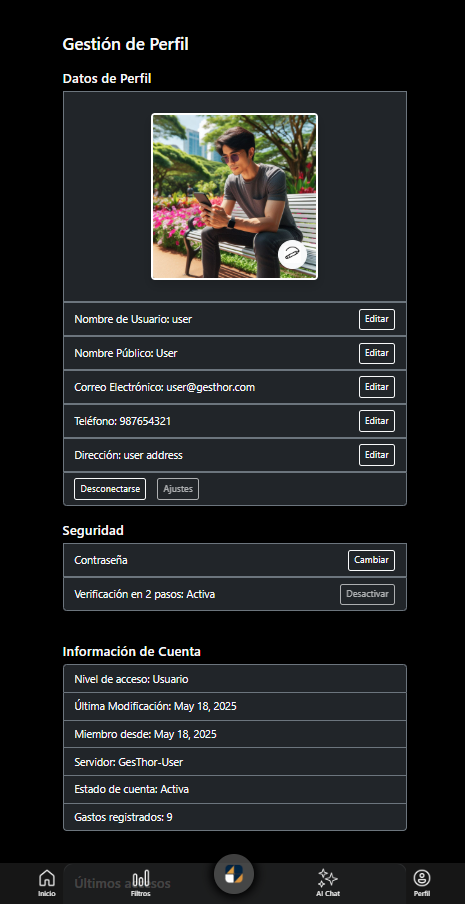 Gestión de Perfil
Datos de Perfil
Nombre de Usuario: user
Editar
Nombre Público: User
Editar
Correo Electrónico: user@gesthor.com
Editar
Teléfono: 987654321
Editar
Dirección: user address
Editar
Desconectarse
Ajustes
Seguridad
Contraseña
Cambiar
Verificación en 2 pasos: Activa
Desactivar
Información de Cuenta
Nivel de acceso: Usuario
Última Modificación: May 18, 2025
Miembro desde: May 18, 2025
Servidor: GesThor-User
Estado de cuenta: Activa
Gastos registrados: 9
Últimos accesos
Inicio
Filtros
AI Chat
Perfil